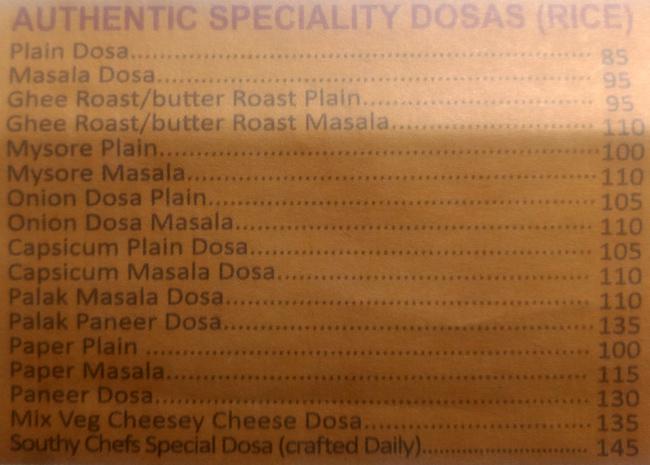 AUTHENTIC SPECIALITY DOSAS (RICE)
Plain Dosa 85
Masala Dosa 95
Ghee Roast/butter Roast Plain 95
Ghee Roast/butter Roast Masala 110
Mysore Plain 100
Mysore Masala 110
Onion Dosa Plain 105
Onion Dosa Masala 110
Capsicum Plain Dosa 105
Capsicum Masala Dosa 110
Palak Masala Dosa 110
Palak Paneer Dosa 135
Paper Plain 100
Paper Masala 115
Paneer Dosa 130
Mix Veg Cheesey Cheese Dosa 135
Southy Chefs Special Dosa (crafted Daily) 145